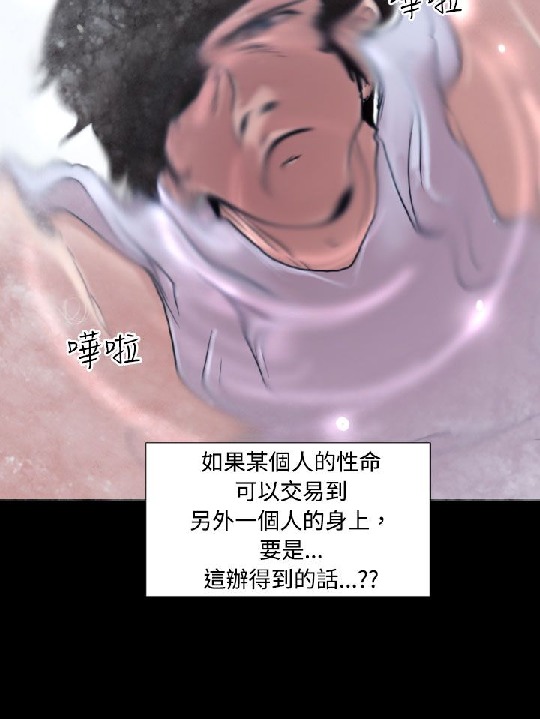 嘩啦
嘩啦
如果某個人的性命
可以交易到
另外一個人的身上，
要是...
這辦得到的話...??